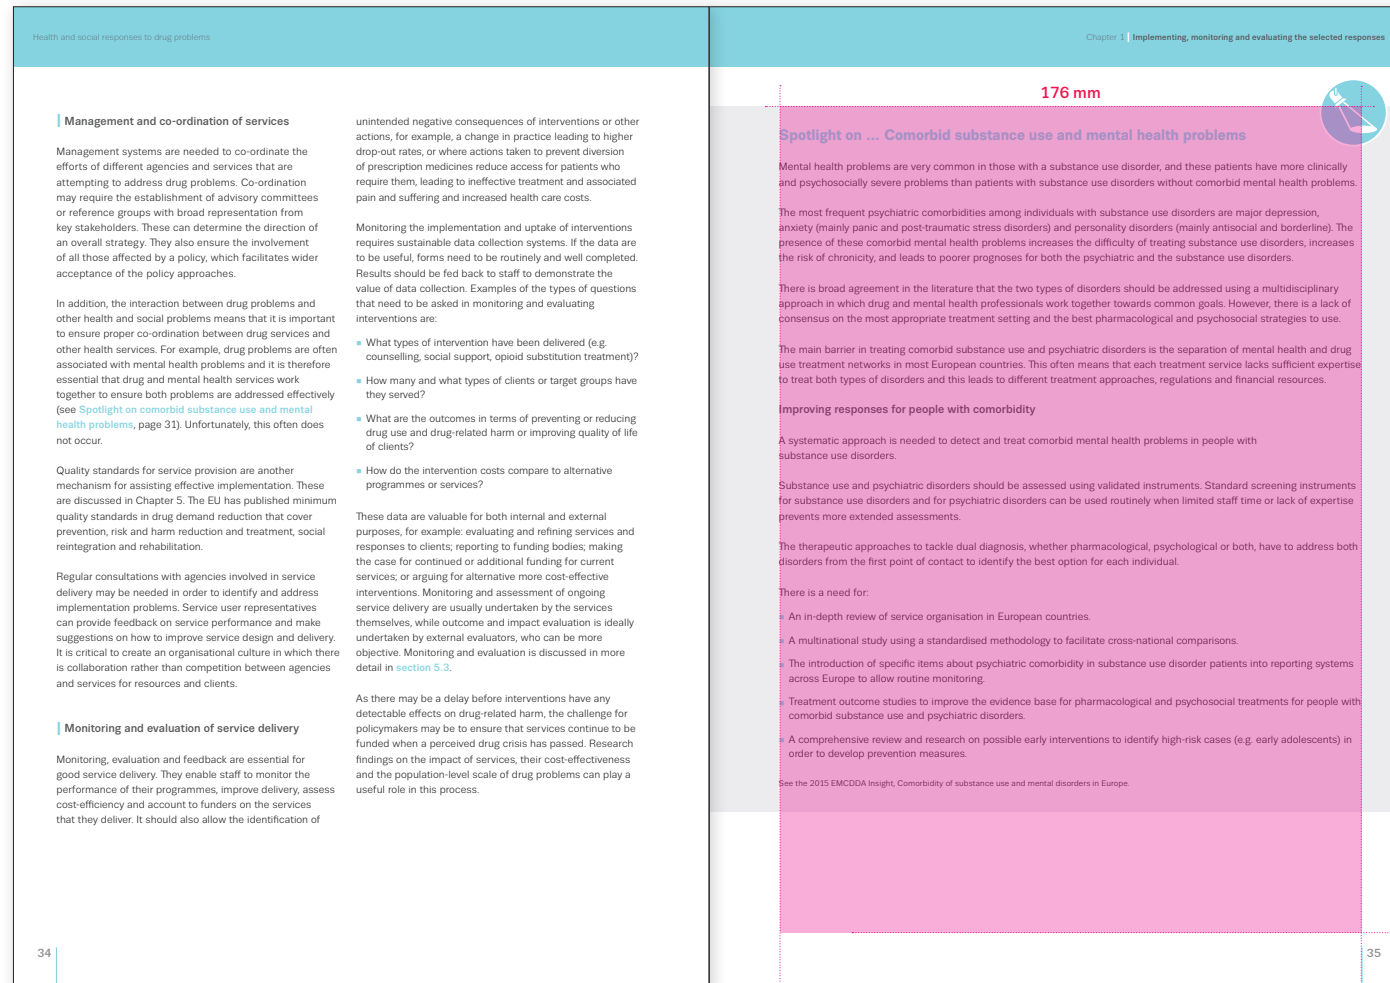 Health and social responses to drug problems
Management and co-ordination of services
Management systems are needed to co-ordinate the
efforts of different agencies and services that are
attempting to address drug problems. Co-ordination
may require the establishment of advisory committees
or reference groups with broad representation from
key stakeholders. These can determine the direction of
an overall strategy. They also ensure the involvement
of all those affected by a policy, which facilitates wider
acceptance of the policy approaches.
In addition, the interaction between drug problems and
other health and social problems means that it is important
to ensure proper co-ordination between drug services and
other health services. For example, drug problems are often
associated with mental health problems and it is therefore
essential that drug and mental health services work
together to ensure both problems are addressed effectively
(see Spotlight on comorbid substance use and mental
health problems, page 31). Unfortunately, this often does
not occur.
Quality standards for service provision are another
mechanism for assisting effective implementation. These
are discussed in Chapter 5. The EU has published minimum
quality standards in drug demand reduction that cover
prevention, risk and harm reduction and treatment, social
reintegration and rehabilitation.
Regular consultations with agencies involved in service
delivery may be needed in order to identify and address
implementation problems. Service user representatives
can provide feedback on service performance and make
suggestions on how to improve service design and delivery.
It is critical to create an organisational culture in which there
is collaboration rather than competition between agencies
and services for resources and clients.
Monitoring and evaluation of service delivery
Monitoring, evaluation and feedback are essential for
good service delivery. They enable staff to monitor the
performance of their programmes, improve delivery, assess
cost-efficiency and account to funders on the services
that they deliver. It should also allow the identification of
unintended negative consequences of interventions or other
actions, for example, a change in practice leading to higher
drop-out rates, or where actions taken to prevent diversion
of prescription medicines reduce access for patients who
require them, leading to ineffective treatment and associated
pain and suffering and increased health care costs.
Monitoring the implementation and uptake of interventions
requires sustainable data collection systems. If the data are
to be useful, forms need to be routinely and well completed.
Results should be fed back to staff to demonstrate the
value of data collection. Examples of the types of questions
that need to be asked in monitoring and evaluating
interventions are:
■ What types of intervention have been delivered (e.g.
counselling, social support, opioid substitution treatment)?
■ How many and what types of clients or target groups have
they served?
■ What are the outcomes in terms of preventing or reducing
drug use and drug-related harm or improving quality of life
of clients?
■ How do the intervention costs compare to alternative
programmes or services?
These data are valuable for both internal and external
purposes, for example: evaluating and refining services and
responses to clients; reporting to funding bodies; making
the case for continued or additional funding for current
services; or arguing for alternative more cost-effective
interventions. Monitoring and assessment of ongoing
service delivery are usually undertaken by the services
themselves, while outcome and impact evaluation is ideally
undertaken by external evaluators, who can be more
objective. Monitoring and evaluation is discussed in more
detail in section 5.3.
As there may be a delay before interventions have any
detectable effects on drug-related harm, the challenge for
policymakers may be to ensure that services continue to be
funded when a perceived drug crisis has passed. Research
findings on the impact of services, their cost-effectiveness
and the population-level scale of drug problems can play a
useful role in this process.
34
Chapter 1 | Implementing, monitoring and evaluating the selected responses
176 mm
Spotlight on … Comorbid substance use and mental health problems
Mental health problems are very common in those with a substance use disorder, and these patients have more clinically
and psychosocially severe problems than patients with substance use disorders without comorbid mental health problems.
The most frequent psychiatric comorbidities among individuals with substance use disorders are major depression,
anxiety (mainly panic and post-traumatic stress disorders) and personality disorders (mainly antisocial and borderline). The
presence of these comorbid mental health problems increases the difficulty of treating substance use disorders, increases
the risk of chronicity, and leads to poorer prognoses for both the psychiatric and the substance use disorders.
There is broad agreement in the literature that the two types of disorders should be addressed using a multidisciplinary
approach in which drug and mental health professionals work together towards common goals. However, there is a lack of
consensus on the most appropriate treatment setting and the best pharmacological and psychosocial strategies to use.
The main barrier in treating comorbid substance use and psychiatric disorders is the separation of mental health and drug
use treatment networks in most European countries. This often means that each treatment service lacks sufficient expertise
to treat both types of disorders and this leads to different treatment approaches, regulations and financial resources.
Improving responses for people with comorbidity
A systematic approach is needed to detect and treat comorbid mental health problems in people with
substance use disorders.
Substance use and psychiatric disorders should be assessed using validated instruments. Standard screening instruments
for substance use disorders and for psychiatric disorders can be used routinely when limited staff time or lack of expertise
prevents more extended assessments.
The therapeutic approaches to tackle dual diagnosis, whether pharmacological, psychological or both, have to address both
disorders from the first point of contact to identify the best option for each individual.
There is a need for:
■ An in-depth review of service organisation in European countries.
■ A multinational study using a standardised methodology to facilitate cross-national comparisons.
■ The introduction of specific items about psychiatric comorbidity in substance use disorder patients into reporting systems
across Europe to allow routine monitoring.
■ Treatment outcome studies to improve the evidence base for pharmacological and psychosocial treatments for people with
comorbid substance use and psychiatric disorders.
■ A comprehensive review and research on possible early interventions to identify high-risk cases (e.g. early adolescents) in
order to develop prevention measures.
See the 2015 EMCDDA Insight, Comorbidity of substance use and mental disorders in Europe.
35